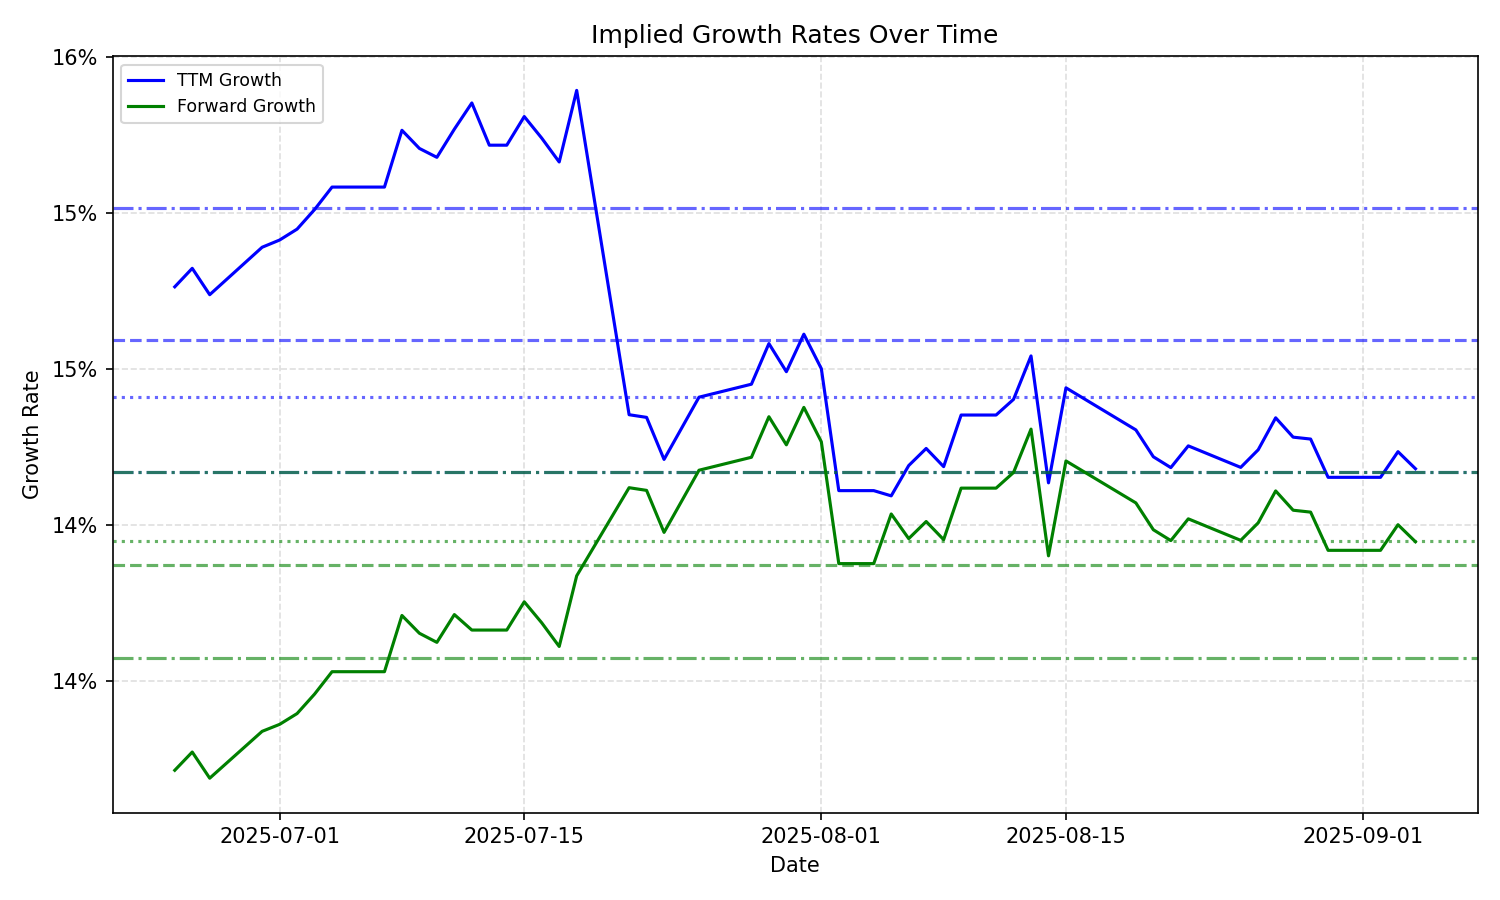 Implied Growth Rates Over Time
TTM Growth
Forward Growth
16%
15%
15%
14%
14%
Growth Rate
2025-07-01
2025-07-15
2025-08-01
2025-08-15
2025-09-01
Date